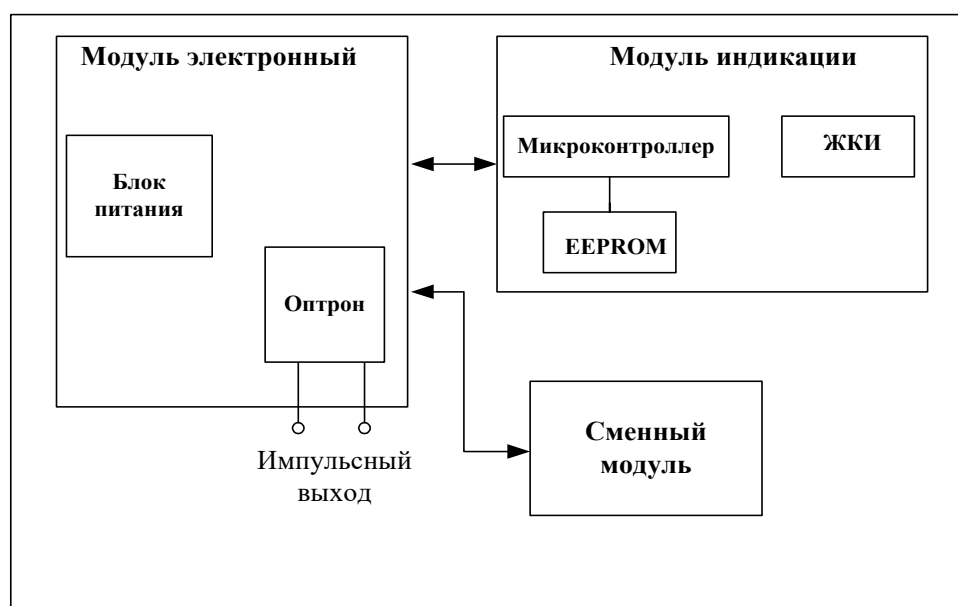 Модуль электронный
Модуль индикации
Микроконтроллер
ЖКИ
Блок
питания
EEPROM
Оптрон
Импульсный
выход
Сменный
модуль